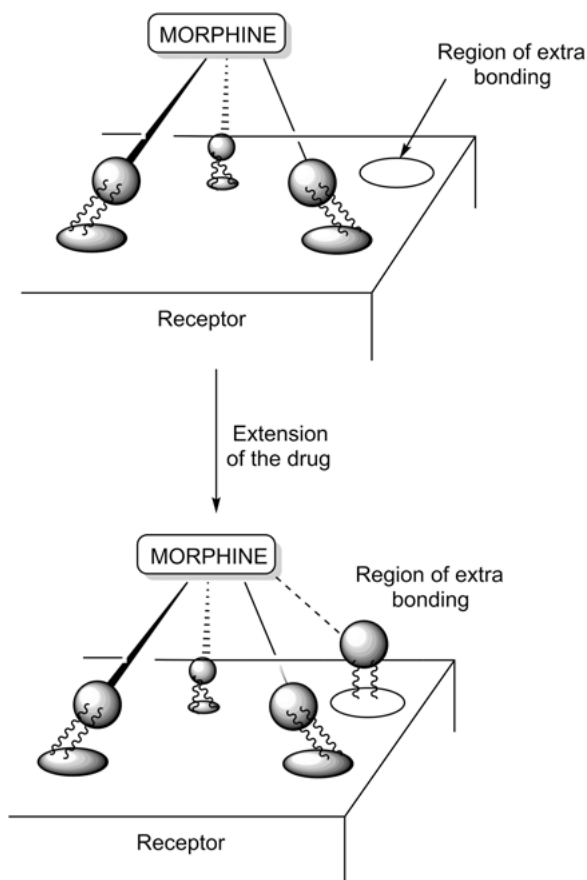 MORPHINE
Region of extra
bonding
Receptor
Extension
of the drug
MORPHINE
Region of extra
bonding
Receptor